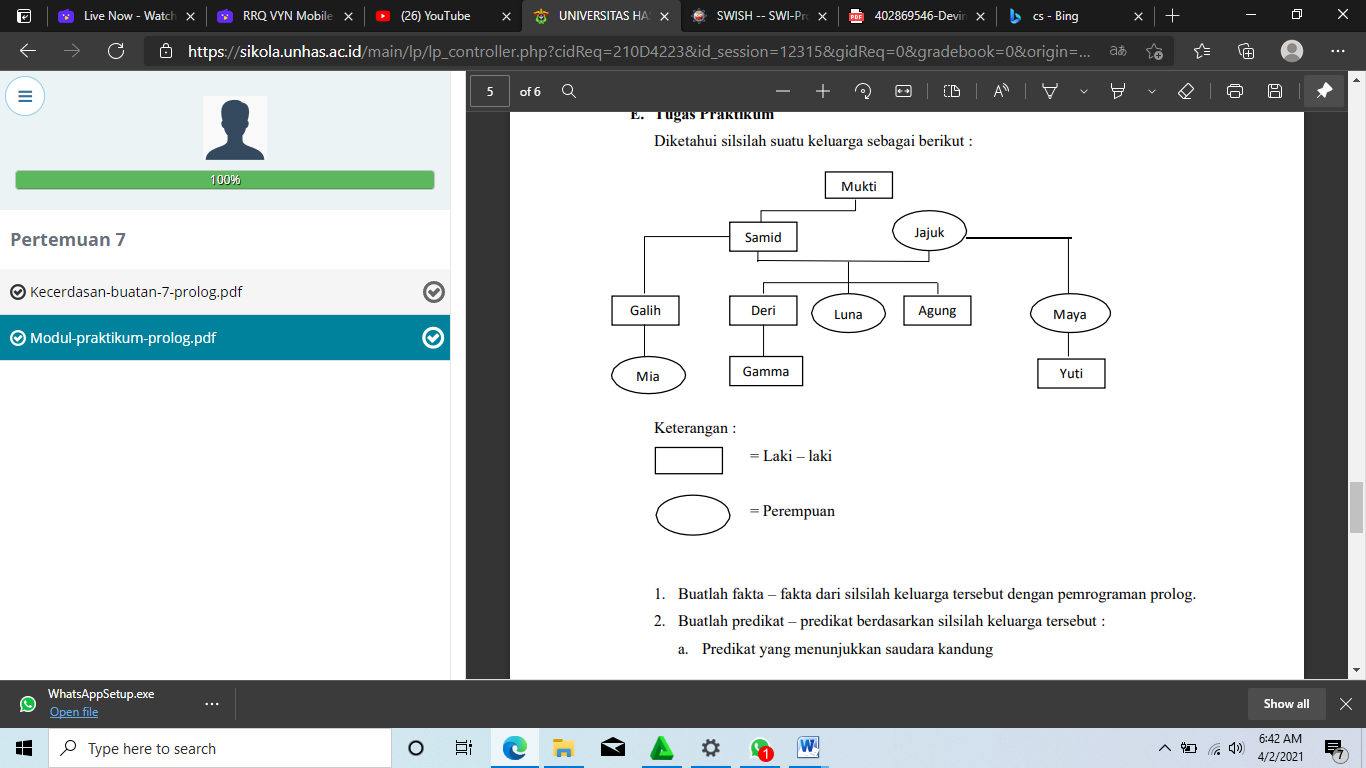 Live Now - Watch
RRQ VYN Mobile
(26) YouTube
UNIVERSITAS HAS
SWISH -- SWI-Pro
402869546-Devin
cs - Bing
https://sikola.unhas.ac.id/main/lp/lp_controller.php?cidReq=210D4223&id_session=12315&gidReq=0&gradebook=0&origin=...
5 of 6
100%
Pertemuan 7
Kecerdasan-buatan-7-prolog.pdf
Modul-praktikum-prolog.pdf
E. Tugas Praktikum
Diketahui silsilah suatu keluarga sebagai berikut :
Mukti
Samid Jajuk
Galih Deri Luna Agung Maya
Mia Gamma Yuti
Keterangan :
= Laki – laki
= Perempuan
1. Buatlah fakta – fakta dari silsilah keluarga tersebut dengan pemrograman prolog.
2. Buatlah predikat – predikat berdasarkan silsilah keluarga tersebut :
a. Predikat yang menunjukkan saudara kandung
WhatsAppSetup.exe
Open file
Show all
Type here to search
1
6:42 AM
4/2/2021
7